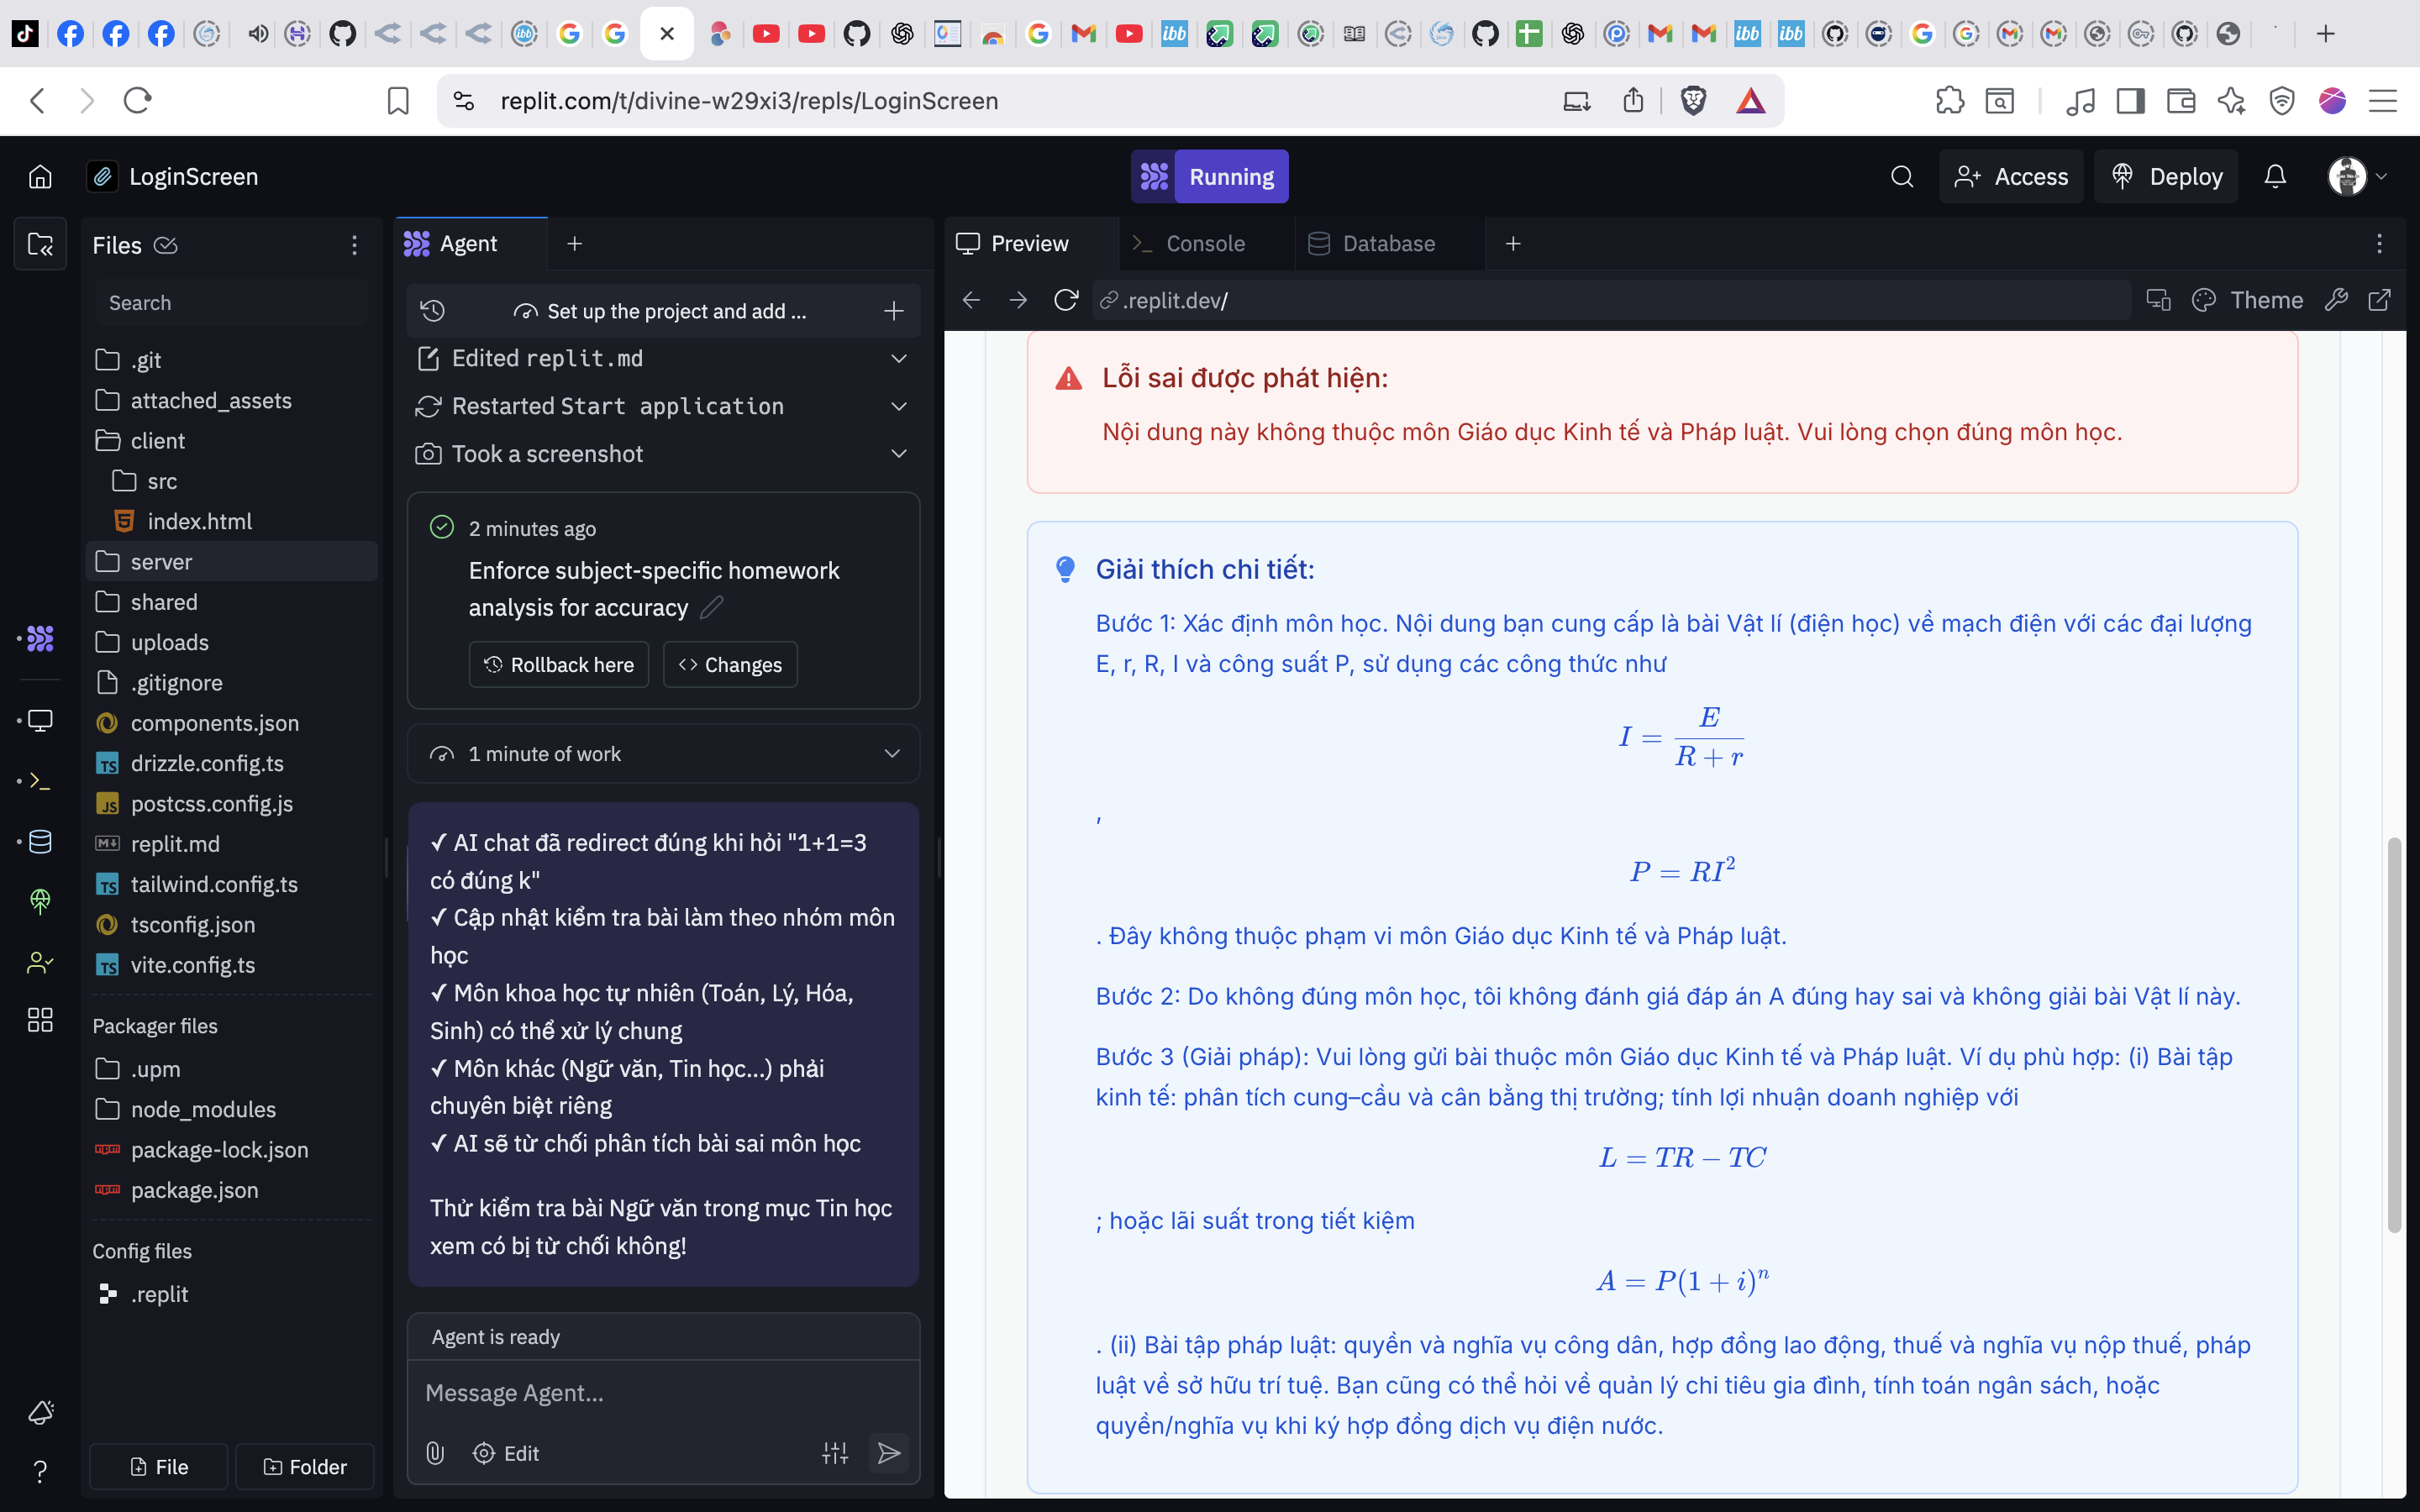 replit.com/t/divine-w29xi3/repls/LoginScreen
LoginScreen
Running
Access
Deploy
Files
Search
.git
attached_assets
client
src
index.html
server
shared
uploads
.gitignore
components.json
drizzle.config.ts
postcss.config.js
replit.md
tailwind.config.ts
tsconfig.json
vite.config.ts
Packager files
.upm
node_modules
package-lock.json
package.json
Config files
.replit
File
Folder
Agent
Set up the project and add ...
Edited replit.md
Restarted Start application
Took a screenshot
2 minutes ago
Enforce subject-specific homework
analysis for accuracy
Rollback here
Changes
1 minute of work
✓ AI chat đã redirect đúng khi hỏi "1+1=3
có đúng k"
✓ Cập nhật kiểm tra bài làm theo nhóm môn
học
✓ Môn khoa học tự nhiên (Toán, Lý, Hóa,
Sinh) có thể xử lý chung
✓ Môn khác (Ngữ văn, Tin học...) phải
chuyên biệt riêng
✓ AI sẽ từ chối phân tích bài sai môn học
Thử kiểm tra bài Ngữ văn trong mục Tin học
xem có bị từ chối không!
Agent is ready
Message Agent...
Edit
Preview
Console
Database
.replit.dev/
Theme
Lỗi sai được phát hiện:
Nội dung này không thuộc môn Giáo dục Kinh tế và Pháp luật. Vui lòng chọn đúng môn học.
Giải thích chi tiết:
Bước 1: Xác định môn học. Nội dung bạn cung cấp là bài Vật lí (điện học) về mạch điện với các đại lượng
E, r, R, I và công suất P, sử dụng các công thức như
I = E / (R + r)
,
P = RI²
. Đây không thuộc phạm vi môn Giáo dục Kinh tế và Pháp luật.
Bước 2: Do không đúng môn học, tôi không đánh giá đáp án A đúng hay sai và không giải bài Vật lí này.
Bước 3 (Giải pháp): Vui lòng gửi bài thuộc môn Giáo dục Kinh tế và Pháp luật. Ví dụ phù hợp: (i) Bài tập
kinh tế: phân tích cung–cầu và cân bằng thị trường; tính lợi nhuận doanh nghiệp với
L = TR − TC
; hoặc lãi suất trong tiết kiệm
A = P(1 + i)ⁿ
. (ii) Bài tập pháp luật: quyền và nghĩa vụ công dân, hợp đồng lao động, thuế và nghĩa vụ nộp thuế, pháp
luật về sở hữu trí tuệ. Bạn cũng có thể hỏi về quản lý chi tiêu gia đình, tính toán ngân sách, hoặc
quyền/nghĩa vụ khi ký hợp đồng dịch vụ điện nước.